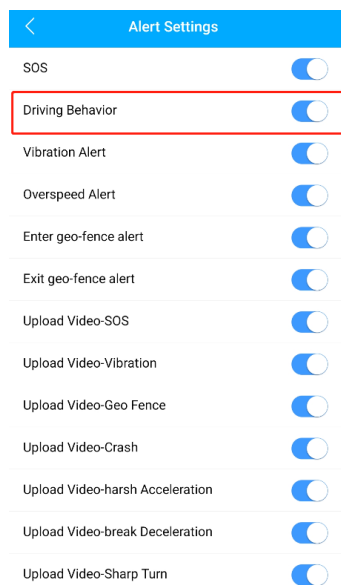 Alert Settings
SOS
Driving Behavior
Vibration Alert
Overspeed Alert
Enter geo-fence alert
Exit geo-fence alert
Upload Video-SOS
Upload Video-Vibration
Upload Video-Geo Fence
Upload Video-Crash
Upload Video-harsh Acceleration
Upload Video-break Deceleration
Upload Video-Sharp Turn